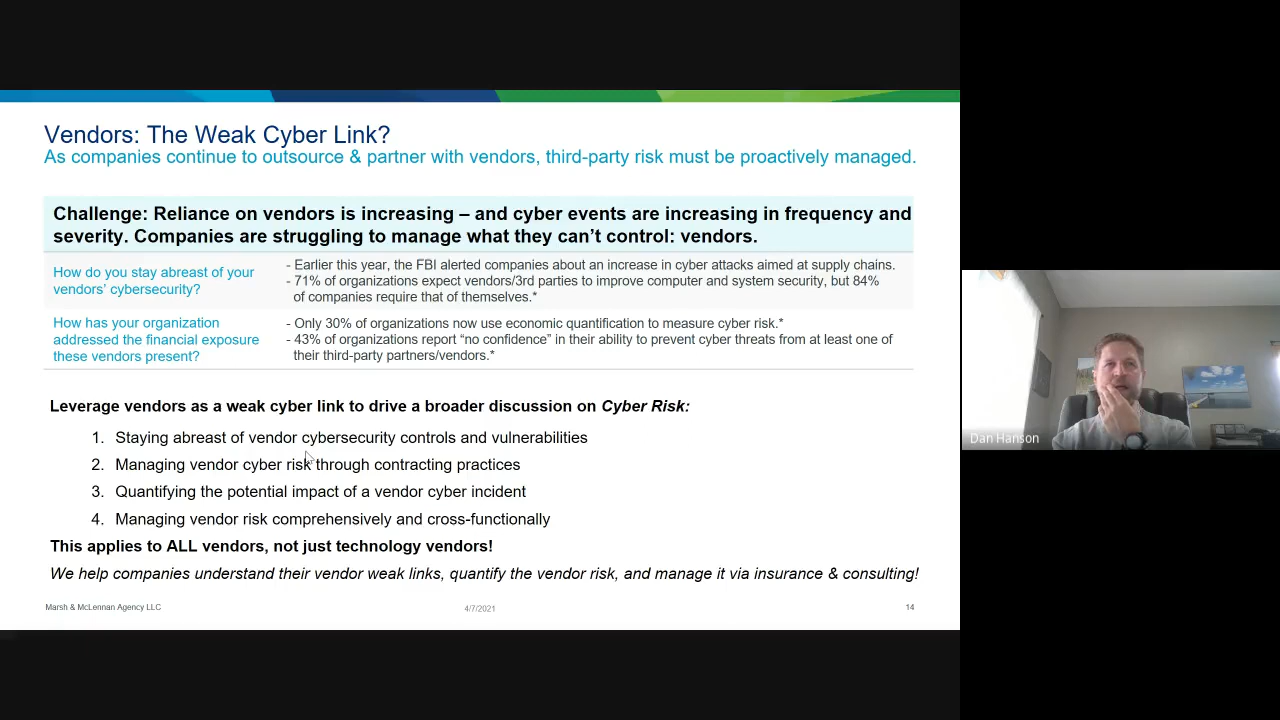 Vendors: The Weak Cyber Link?
As companies continue to outsource & partner with vendors, third-party risk must be proactively managed.
Challenge: Reliance on vendors is increasing – and cyber events are increasing in frequency and
severity. Companies are struggling to manage what they can’t control: vendors.
How do you stay abreast of your
vendors’ cybersecurity?
- Earlier this year, the FBI alerted companies about an increase in cyber attacks aimed at supply chains.
- 71% of organizations expect vendors/3rd parties to improve computer and system security, but 84%
of companies require that of themselves.*
How has your organization
addressed the financial exposure
these vendors present?
- Only 30% of organizations now use economic quantification to measure cyber risk.*
- 43% of organizations report “no confidence” in their ability to prevent cyber threats from at least one of
their third-party partners/vendors.*
Leverage vendors as a weak cyber link to drive a broader discussion on Cyber Risk:
1. Staying abreast of vendor cybersecurity controls and vulnerabilities
2. Managing vendor cyber risk through contracting practices
3. Quantifying the potential impact of a vendor cyber incident
4. Managing vendor risk comprehensively and cross-functionally
This applies to ALL vendors, not just technology vendors!
We help companies understand their vendor weak links, quantify the vendor risk, and manage it via insurance & consulting!
Marsh & McLennan Agency LLC
4/7/2021
14
Dan Hanson